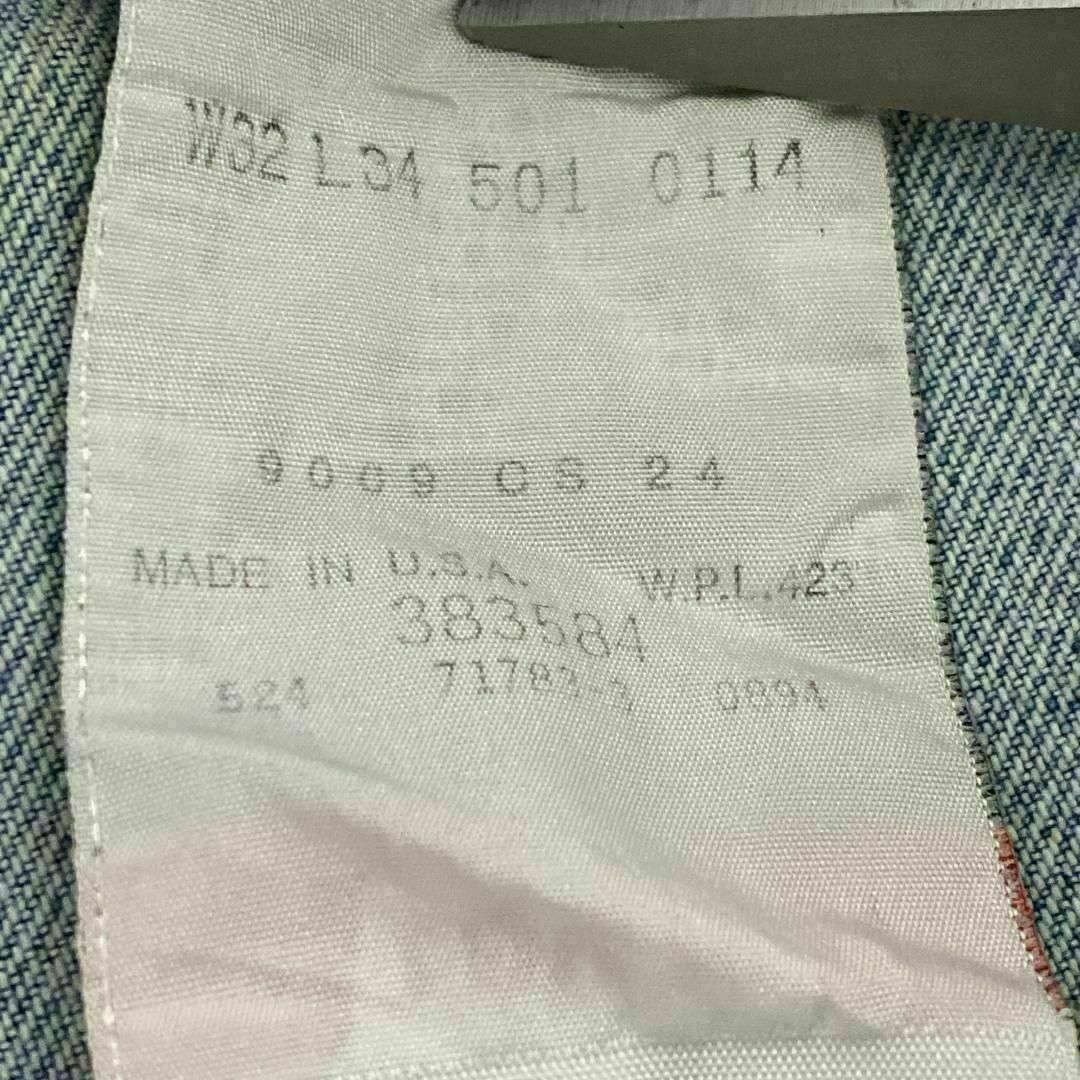 W32 L34 501 0114
9009 CS 24
MADE IN U.S.A. W.P.L.423
383584
524 0894